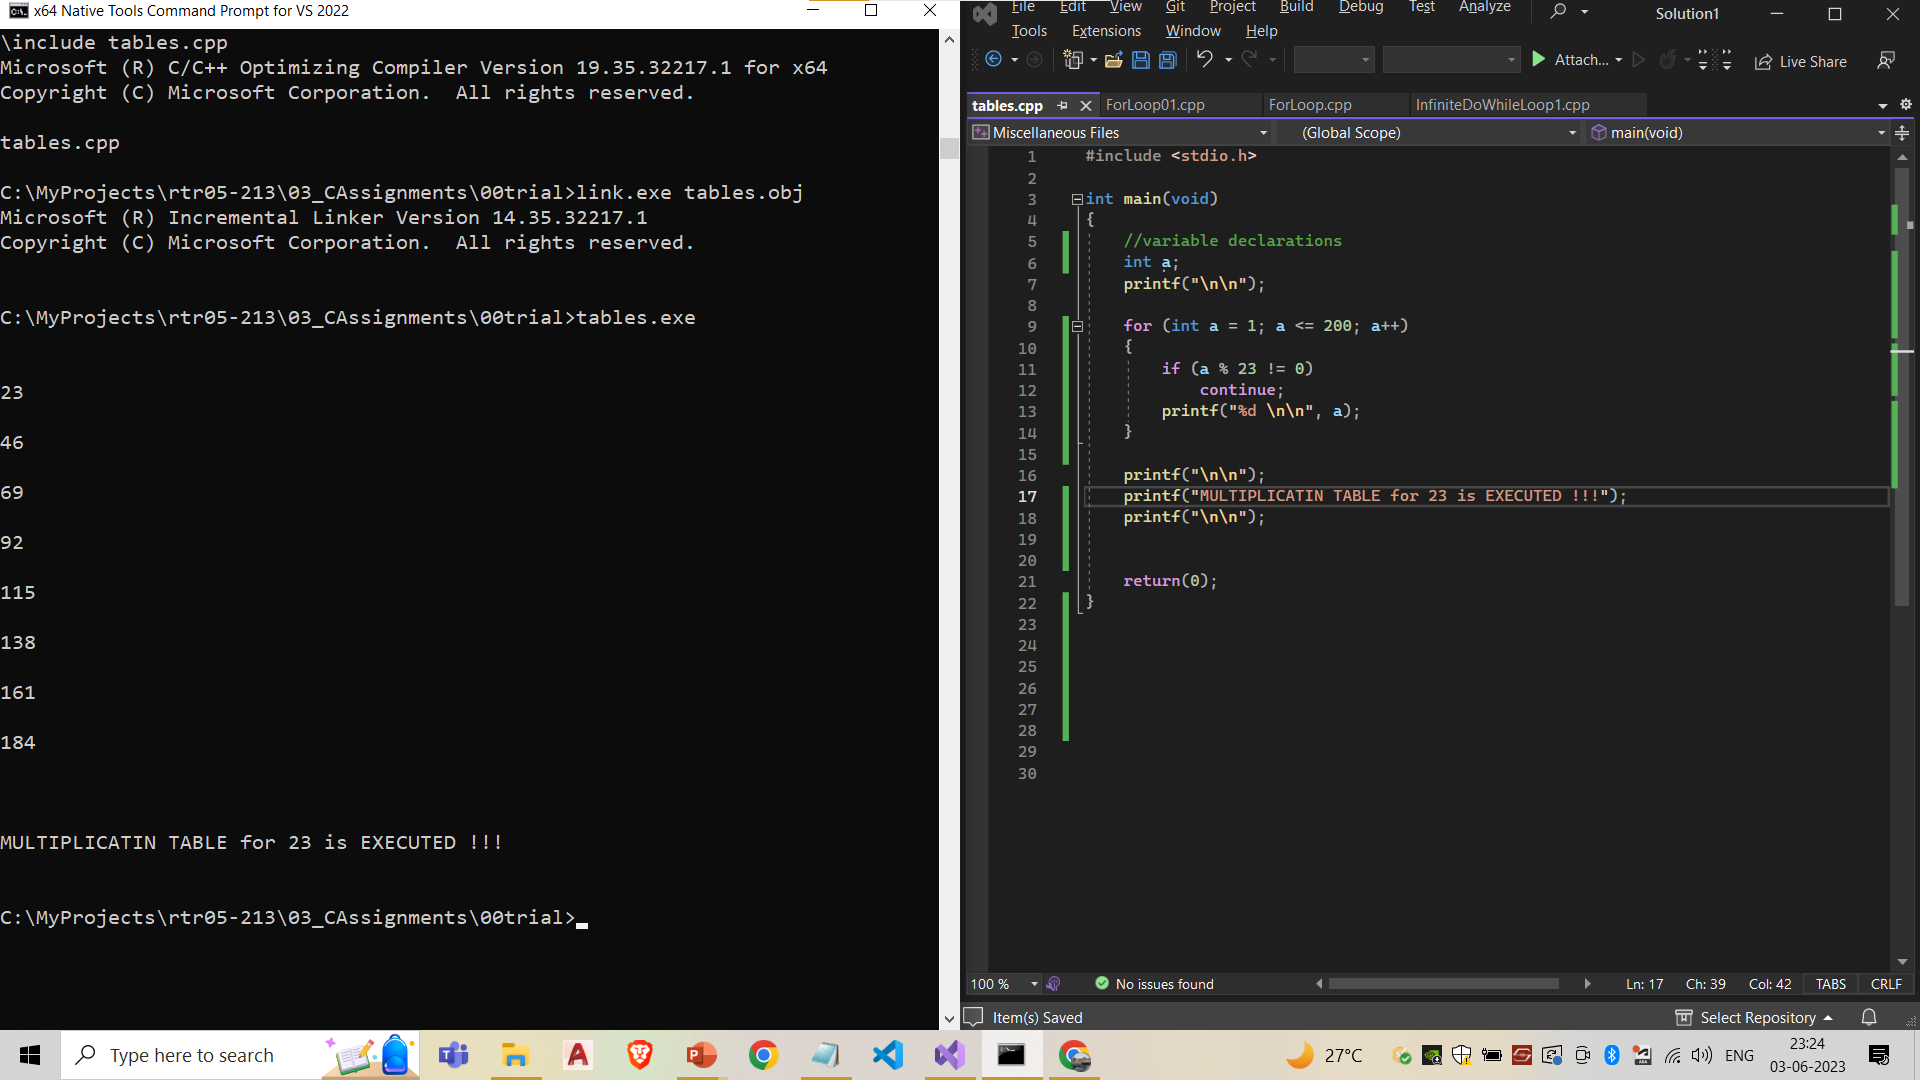 x64 Native Tools Command Prompt for VS 2022
\include tables.cpp
Microsoft (R) C/C++ Optimizing Compiler Version 19.35.32217.1 for x64
Copyright (C) Microsoft Corporation.  All rights reserved.
tables.cpp
C:\MyProjects\rtr05-213\03_CAssignments\00trial>link.exe tables.obj
Microsoft (R) Incremental Linker Version 14.35.32217.1
Copyright (C) Microsoft Corporation.  All rights reserved.
C:\MyProjects\rtr05-213\03_CAssignments\00trial>tables.exe
23
46
69
92
115
138
161
184
MULTIPLICATIN TABLE for 23 is EXECUTED !!!
C:\MyProjects\rtr05-213\03_CAssignments\00trial>
File Edit View Git Project Build Debug Test Analyze Solution1
Tools Extensions Window Help
Attach... Live Share
tables.cpp ForLoop01.cpp ForLoop.cpp InfiniteDoWhileLoop1.cpp
Miscellaneous Files (Global Scope) main(void)
1 #include <stdio.h>
2
3 int main(void)
4 {
5     //variable declarations
6     int a;
7     printf("\n\n");
8
9     for (int a = 1; a <= 200; a++)
10     {
11         if (a % 23 != 0)
12             continue;
13         printf("%d \n\n", a);
14     }
15
16     printf("\n\n");
17     printf("MULTIPLICATIN TABLE for 23 is EXECUTED !!!");
18     printf("\n\n");
19
20
21     return(0);
22 }
23
24
25
26
27
28
29
30
100 % No issues found Ln: 17 Ch: 39 Col: 42 TABS CRLF
Item(s) Saved Select Repository
Type here to search 27°C ENG 23:24
03-06-2023